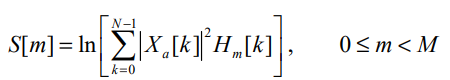 S[m] = ln[ ∑_{k=0}^{N-1} |X_a[k]|^2 H_m[k] ],    0 ≤ m < M